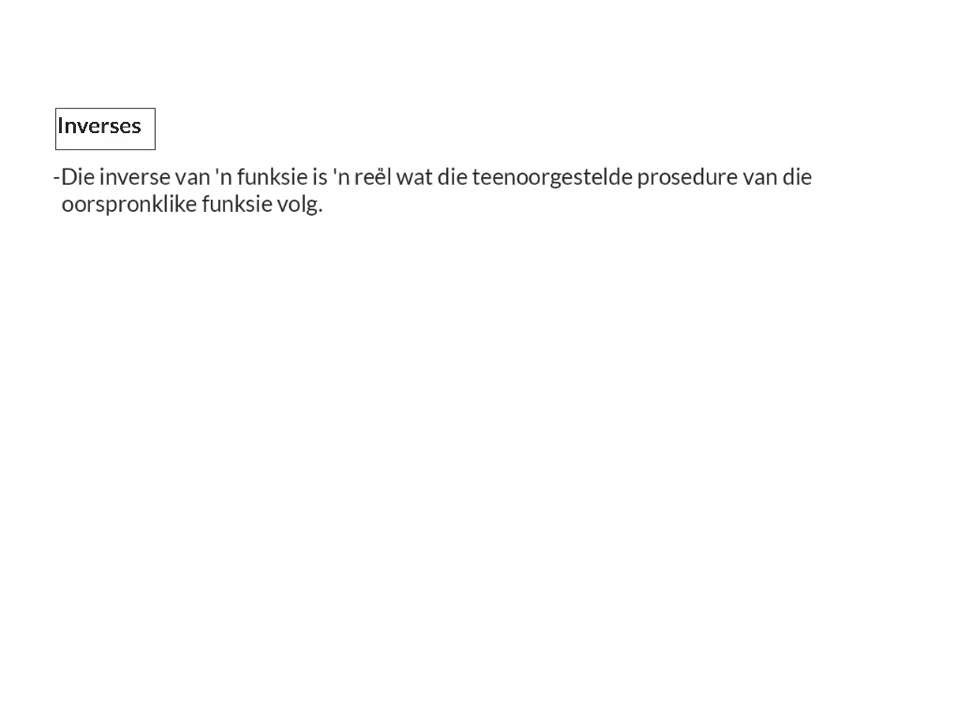 Inverses
-Die inverse van 'n funksie is 'n reël wat die teenoorgestelde prosedure van die
oorspronklike funksie volg.